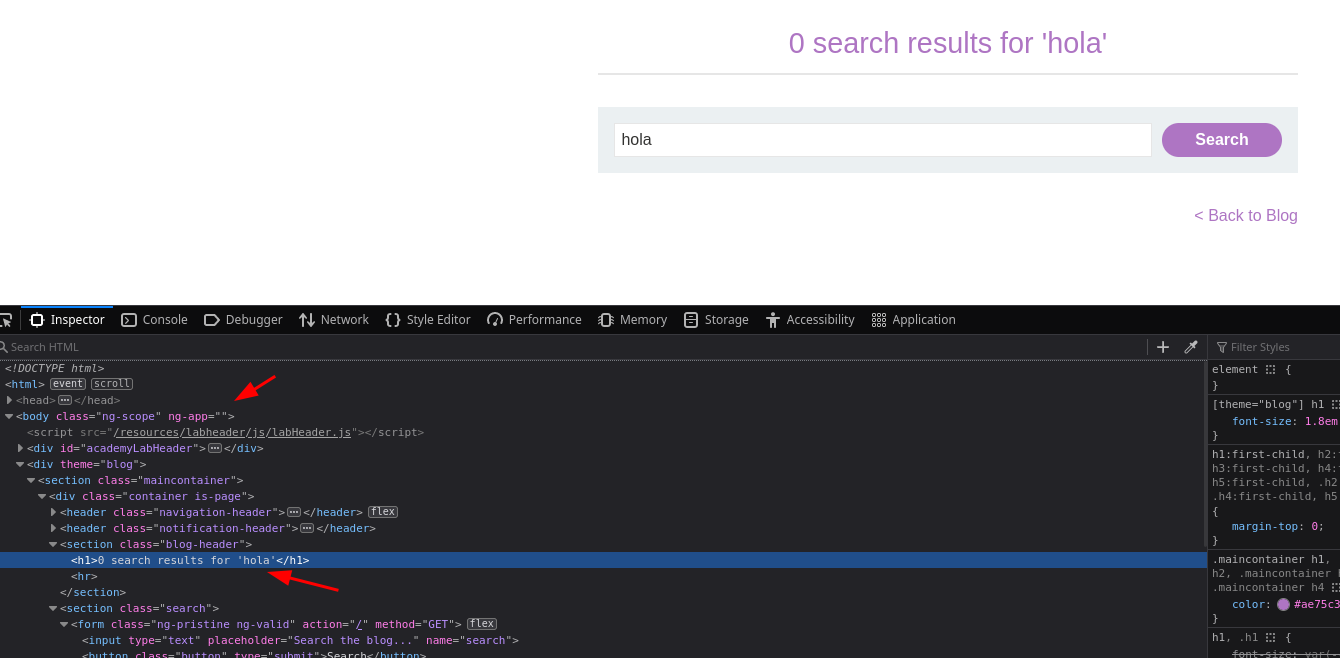 0 search results for 'hola'
hola
Search
< Back to Blog
Inspector Console Debugger Network Style Editor Performance Memory Storage Accessibility Application
Search HTML
Filter Styles
<!DOCTYPE html>
<html> event scroll
<head> ••• </head>
<body class="ng-scope" ng-app="">
<script src="/resources/labheader/js/labHeader.js"></script>
<div id="academyLabHeader"> ••• </div>
<div theme="blog">
<section class="maincontainer">
<div class="container is-page">
<header class="navigation-header"> ••• </header> flex
<header class="notification-header"> ••• </header>
<section class="blog-header">
<h1>0 search results for 'hola'</h1>
<hr>
</section>
<section class="search">
<form class="ng-pristine ng-valid" action="/" method="GET"> flex
<input type="text" placeholder="Search the blog..." name="search">
<button class="button" type="submit">Search</button>
element {
}
[theme="blog"] h1
font-size: 1.8em
}
h1:first-child, h2:
h3:first-child, h4:
h5:first-child, .h2
.h4:first-child, h5
{
margin-top: 0;
}
.maincontainer h1,
h2, .maincontainer
.maincontainer h4
color: #ae75c3
}
h1, .h1 {
font-size: var(-